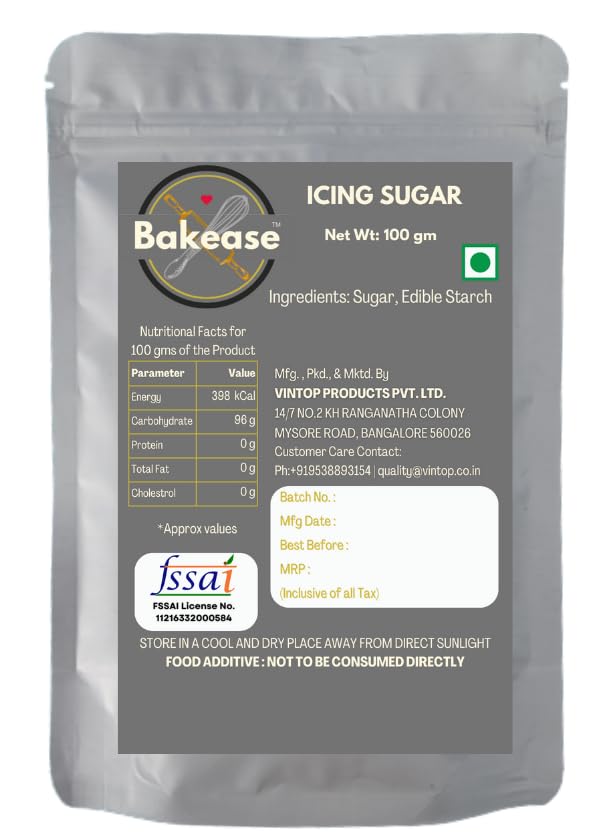 Bakease™
ICING SUGAR
Net Wt: 100 gm
Ingredients: Sugar, Edible Starch
Nutritional Facts for
100 gms of the Product
Parameter Value
Energy 398 kCal
Carbohydrate 96 g
Protein 0 g
Total Fat 0 g
Cholestrol 0 g
*Approx values
Mfg. , Pkd., & Mktd. By
VINTOP PRODUCTS PVT. LTD.
14/7 NO.2 KH RANGANATHA COLONY
MYSORE ROAD, BANGALORE 560026
Customer Care Contact:
Ph:+919538893154 | quality@vintop.co.in
Batch No. :
Mfg Date :
Best Before :
MRP :
(Inclusive of all Tax)
fssai
FSSAI License No.
11216332000584
STORE IN A COOL AND DRY PLACE AWAY FROM DIRECT SUNLIGHT
FOOD ADDITIVE : NOT TO BE CONSUMED DIRECTLY